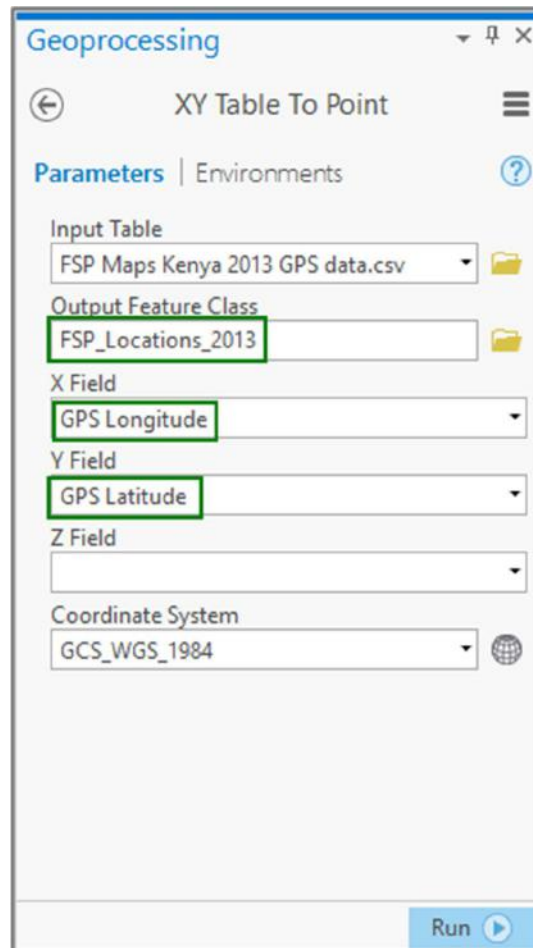 Geoprocessing
XY Table To Point
Parameters | Environments
Input Table
FSP Maps Kenya 2013 GPS data.csv
Output Feature Class
FSP_Locations_2013
X Field
GPS Longitude
Y Field
GPS Latitude
Z Field
Coordinate System
GCS_WGS_1984
Run